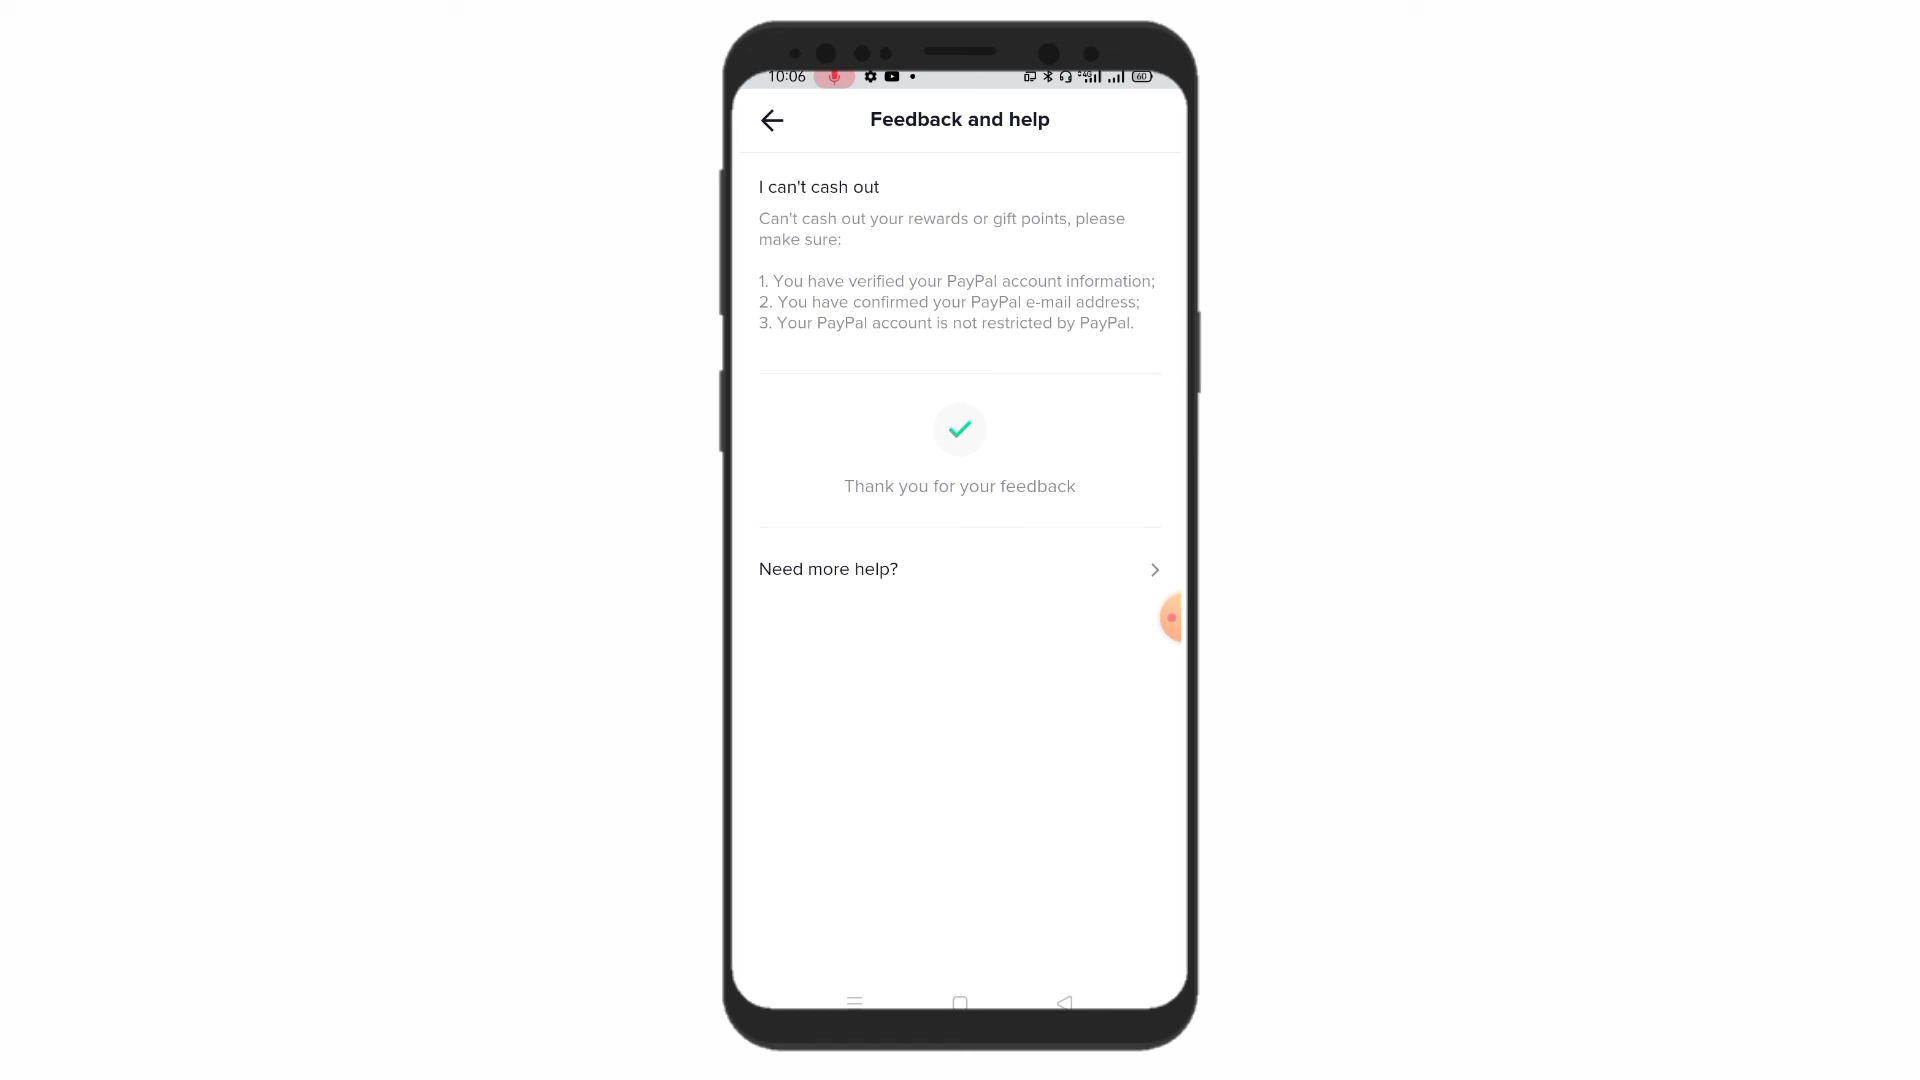 10:06
4G
60
Feedback and help
I can't cash out
Can't cash out your rewards or gift points, please
make sure:
1. You have verified your PayPal account information;
2. You have confirmed your PayPal e-mail address;
3. Your PayPal account is not restricted by PayPal.
Thank you for your feedback
Need more help?